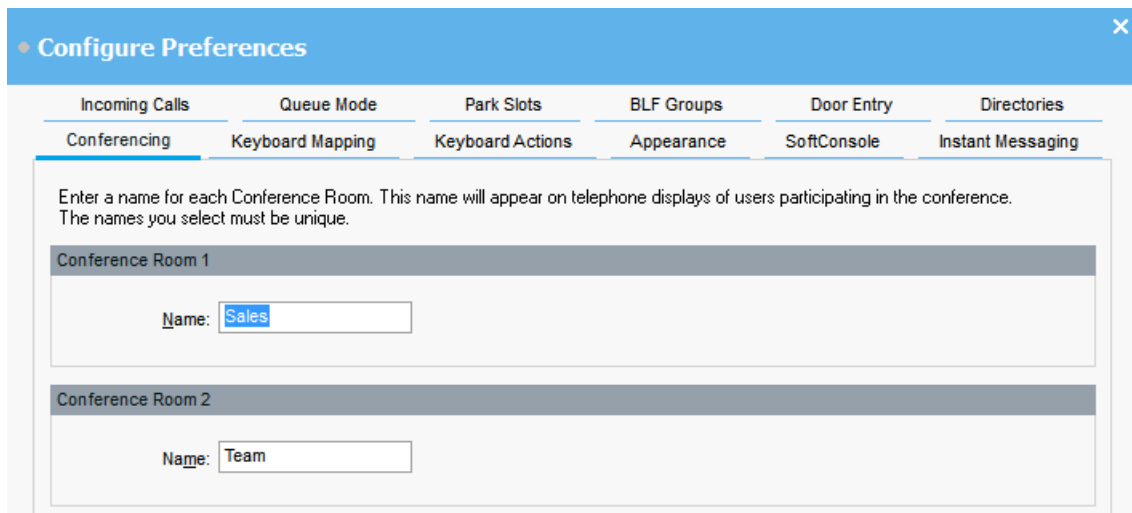 Configure Preferences
Incoming Calls Queue Mode Park Slots BLF Groups Door Entry Directories
Conferencing Keyboard Mapping Keyboard Actions Appearance SoftConsole Instant Messaging
Enter a name for each Conference Room. This name will appear on telephone displays of users participating in the conference.
The names you select must be unique.
Conference Room 1
Name: Sales
Conference Room 2
Name: Team